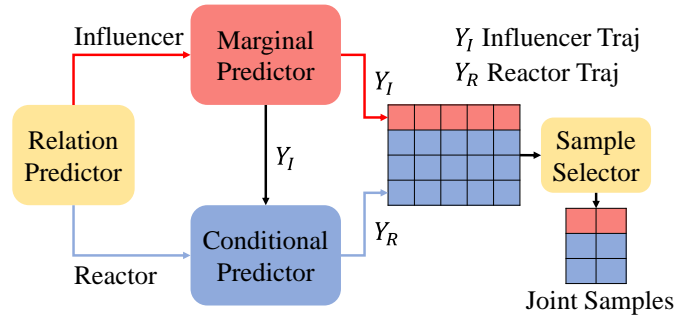 Influencer
Marginal
Predictor
Y_I Influencer Traj
Y_R Reactor Traj
Y_I
Relation
Predictor
Y_I
Sample
Selector
Conditional
Predictor
Y_R
Reactor
Joint Samples